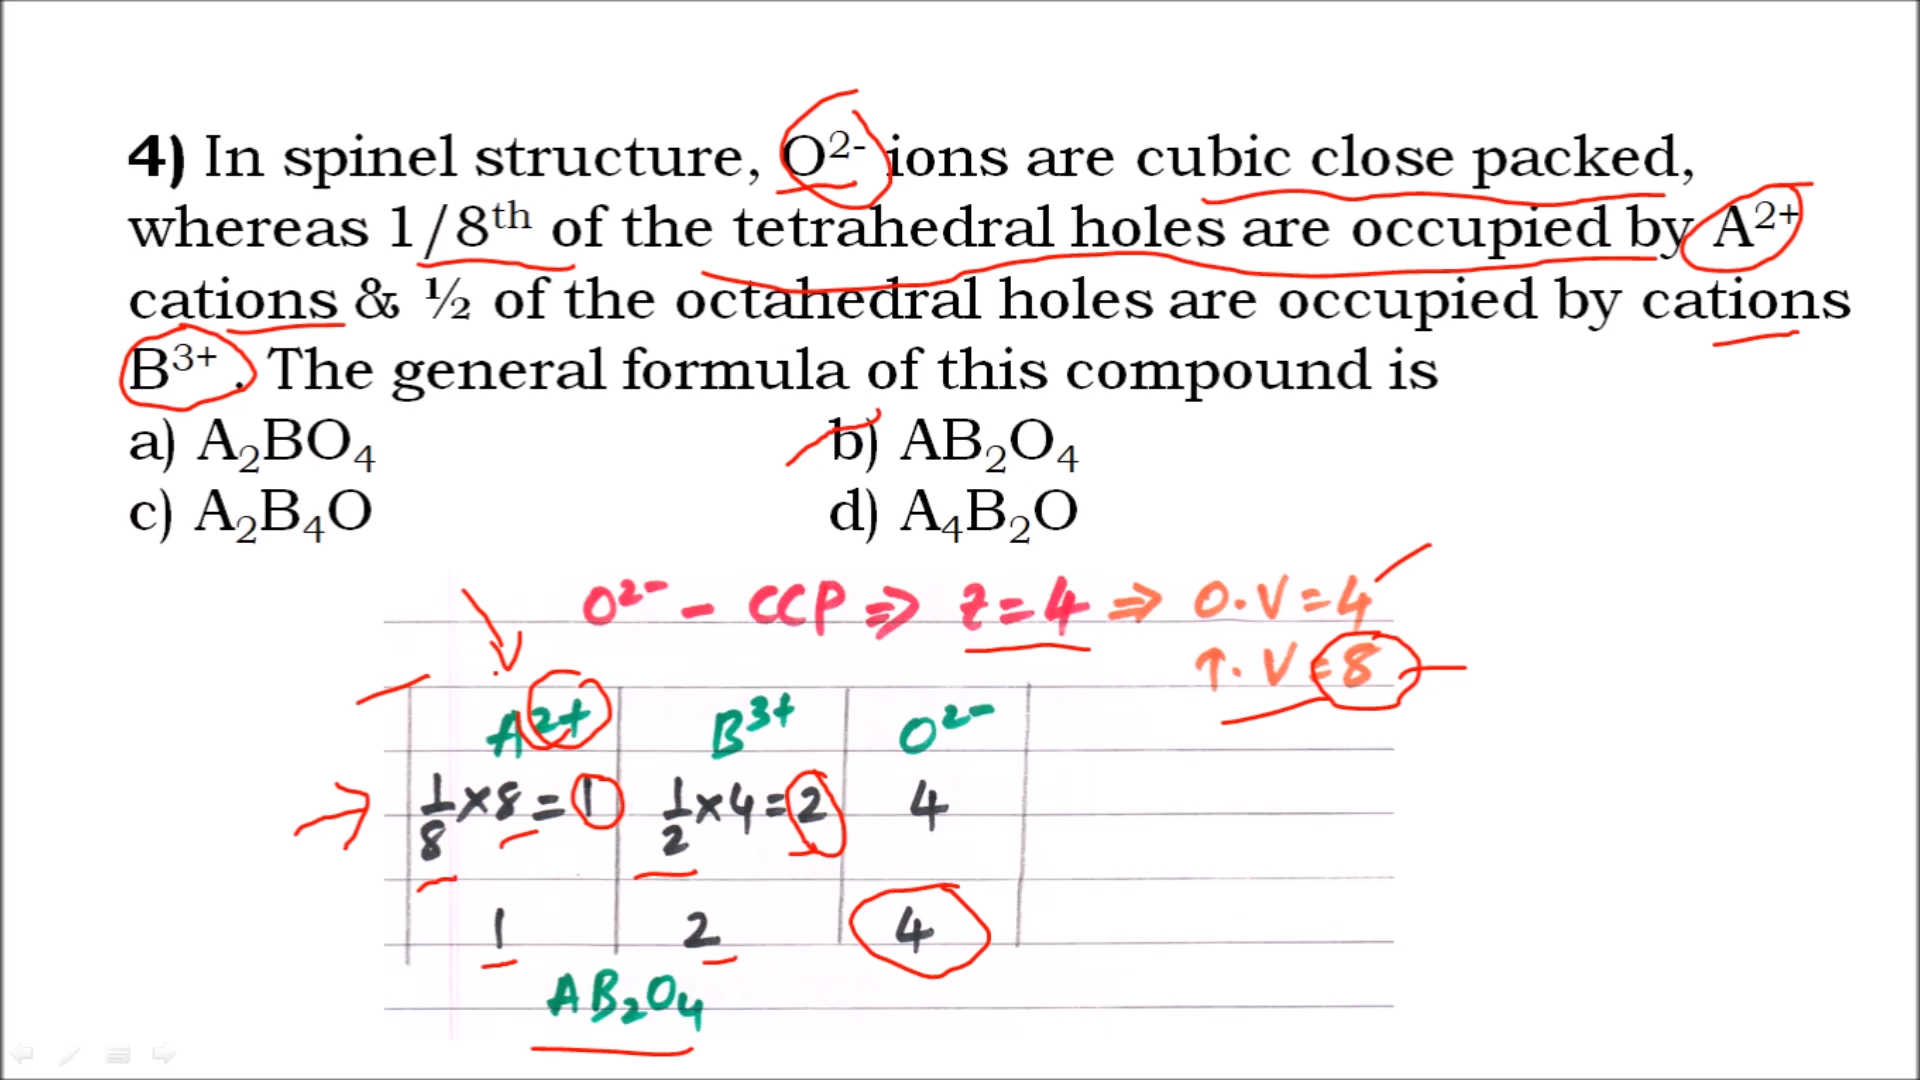 4) In spinel structure, O²⁻ ions are cubic close packed,
whereas 1/8ᵗʰ of the tetrahedral holes are occupied by A²⁺
cations & ½ of the octahedral holes are occupied by cations
B³⁺ . The general formula of this compound is
a) A₂BO₄ b) AB₂O₄
c) A₂B₄O d) A₄B₂O
O²⁻ - CCP ⇒ Z=4 ⇒ O.V=4
T.V=8
A²⁺ B³⁺ O²⁻
1/8×8=1 1/2×4=2 4
1 2 4
AB₂O₄